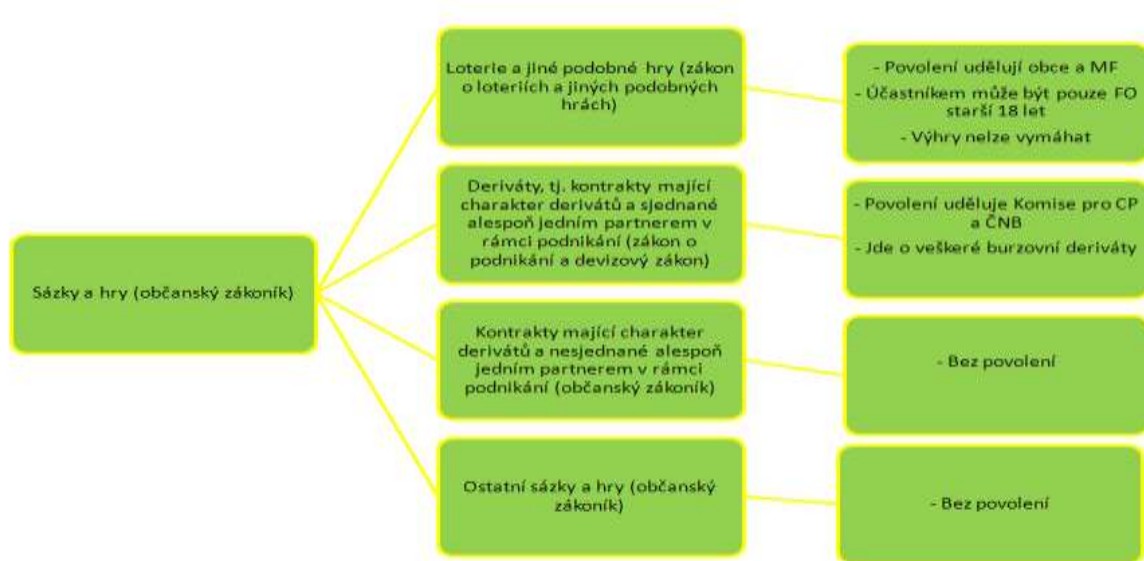 Sázky a hry (občanský zákoník)
Loterie a jiné podobné hry (zákon
o loteriích a jiných podobných
hrách)
- Povolení udělují obce a MF
- Účastníkem může být pouze FO
starší 18 let
- Výhry nelze vymáhat
Deriváty, tj. kontrakty mající
charakter derivátů a sjednané
alespoň jedním partnerem v
rámci podnikání (zákon o
podnikání a devizový zákon)
- Povolení uděluje Komise pro CP
a ČNB
- Jde o veškeré burzovní deriváty
Kontrakty mající charakter
derivátů a nesjednané alespoň
jedním partnerem v rámci
podnikání (občanský zákoník)
- Bez povolení
Ostatní sázky a hry (občanský
zákoník)
- Bez povolení